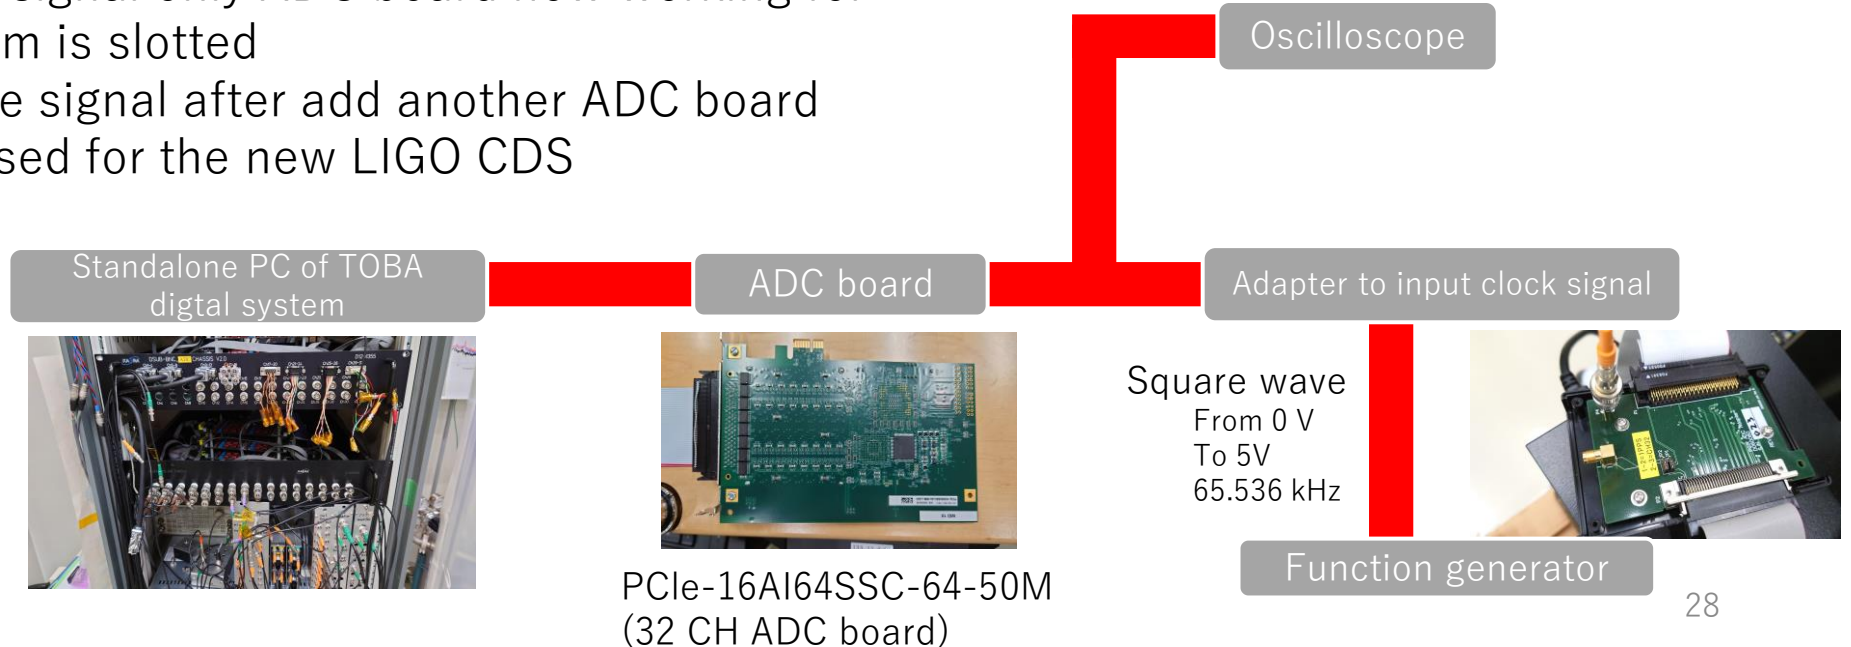 m is slotted
e signal after add another ADC board
sed for the new LIGO CDS
Oscilloscope
Standalone PC of TOBA
digtal system
ADC board
Adapter to input clock signal
Square wave
From 0 V
To 5V
65.536 kHz
Function generator
PCIe-16AI64SSC-64-50M
(32 CH ADC board)
28